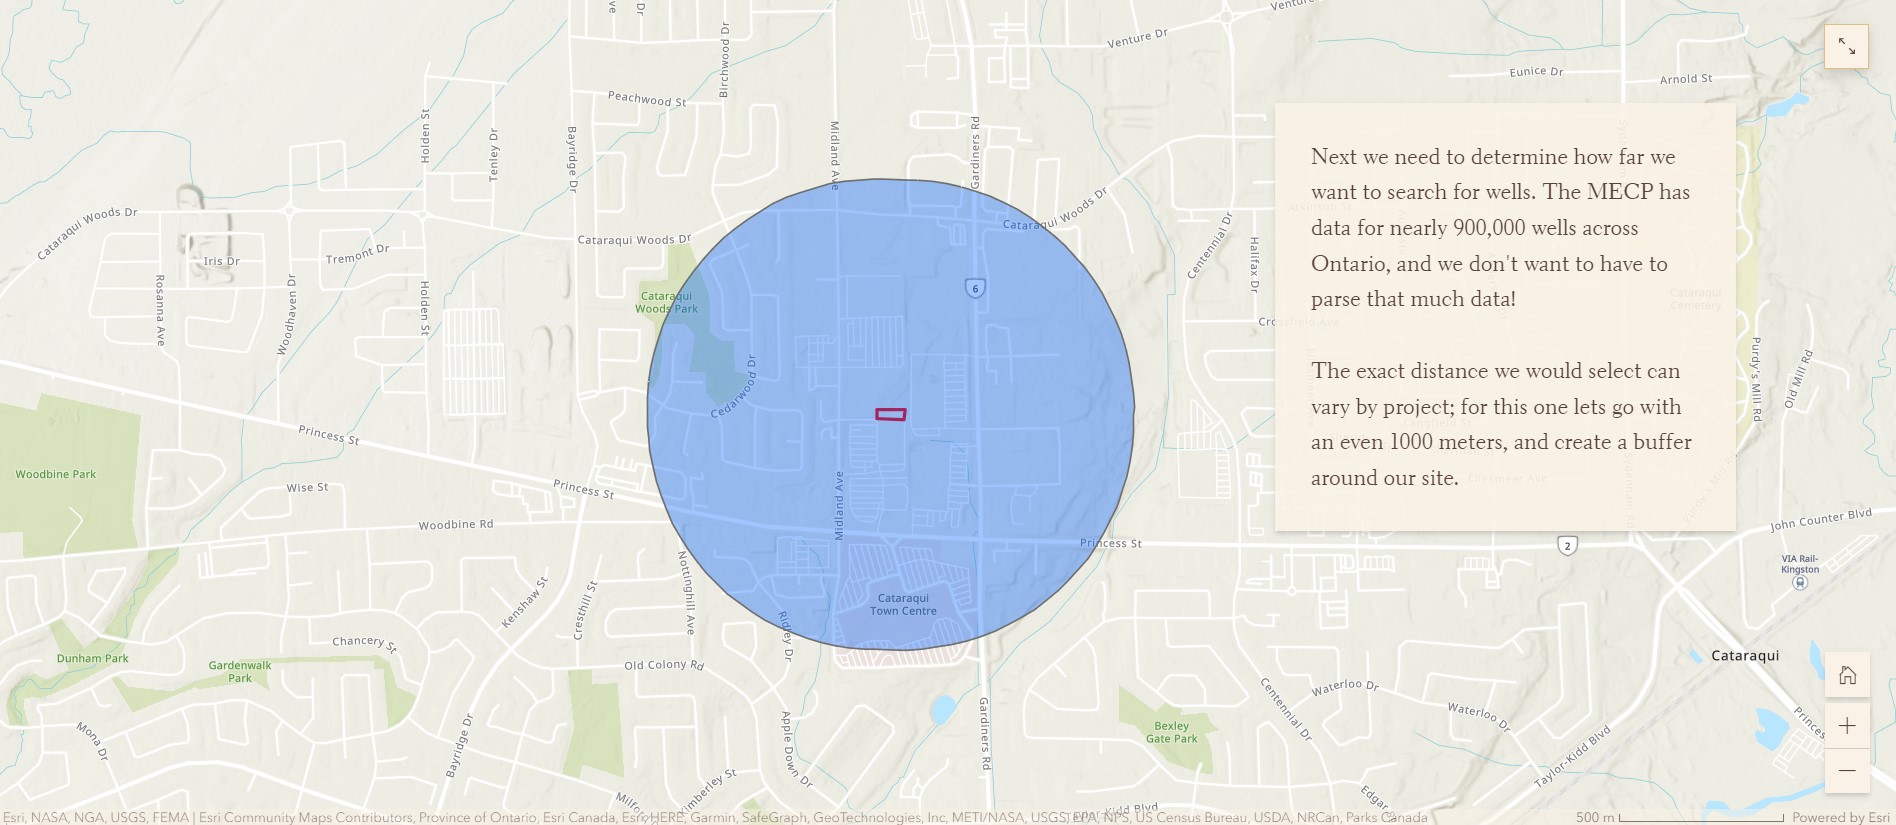 Next we need to determine how far we
want to search for wells. The MECP has
data for nearly 900,000 wells across
Ontario, and we don't want to have to
parse that much data!
The exact distance we would select can
vary by project; for this one lets go with
an even 1000 meters, and create a buffer
around our site.
Venture Dr
Venture
Eunice Dr
Arnold St
Birchwood Dr
Peachwood St
Holden St
Tenley Dr
Bayridge Dr
Midland Ave
Gardiners Rd
Cataraqui Woods Dr
Cataraqui Woods Dr
Cataraqui Woods Dr
Iris Dr
Tremont Dr
Centennial Dr
Halifax Dr
Rosanna Ave
Woodhaven Dr
Holden St
Cataraqui
Woods Park
6
Cataraqui
Cemetery
Crossfield Ave
Cedarwood Dr
Purdy's Mill Rd
Old Mill Rd
Princess St
Woodbine Park
Wise St
Princess St
Midland Ave
Woodbine Rd
Princess St
2
John Counter Blvd
VIA Rail-
Kingston
Nottinghill Ave
Kenshaw St
Cresthill St
Cataraqui
Town Centre
Ridley Dr
Chancery St
Dunham Park
Gardenwalk
Park
Old Colony Rd
Cataraqui
Waterloo Dr
Waterloo Dr
Centennial Dr
Bexley
Gate Park
Mona Dr
Bayridge Dr
Apple Down Dr
Gardiners Rd
Princes
Taylor-Kidd Blvd
Kimberley St
Milfo
Edgar
Esri, NASA, NGA, USGS, FEMA | Esri Community Maps Contributors, Province of Ontario, Esri Canada, Esri, HERE, Garmin, SafeGraph, GeoTechnologies, Inc, METI/NASA, USGS, EPA, NPS, US Census Bureau, USDA, NRCan, Parks Canada
500 m
Powered by Esri